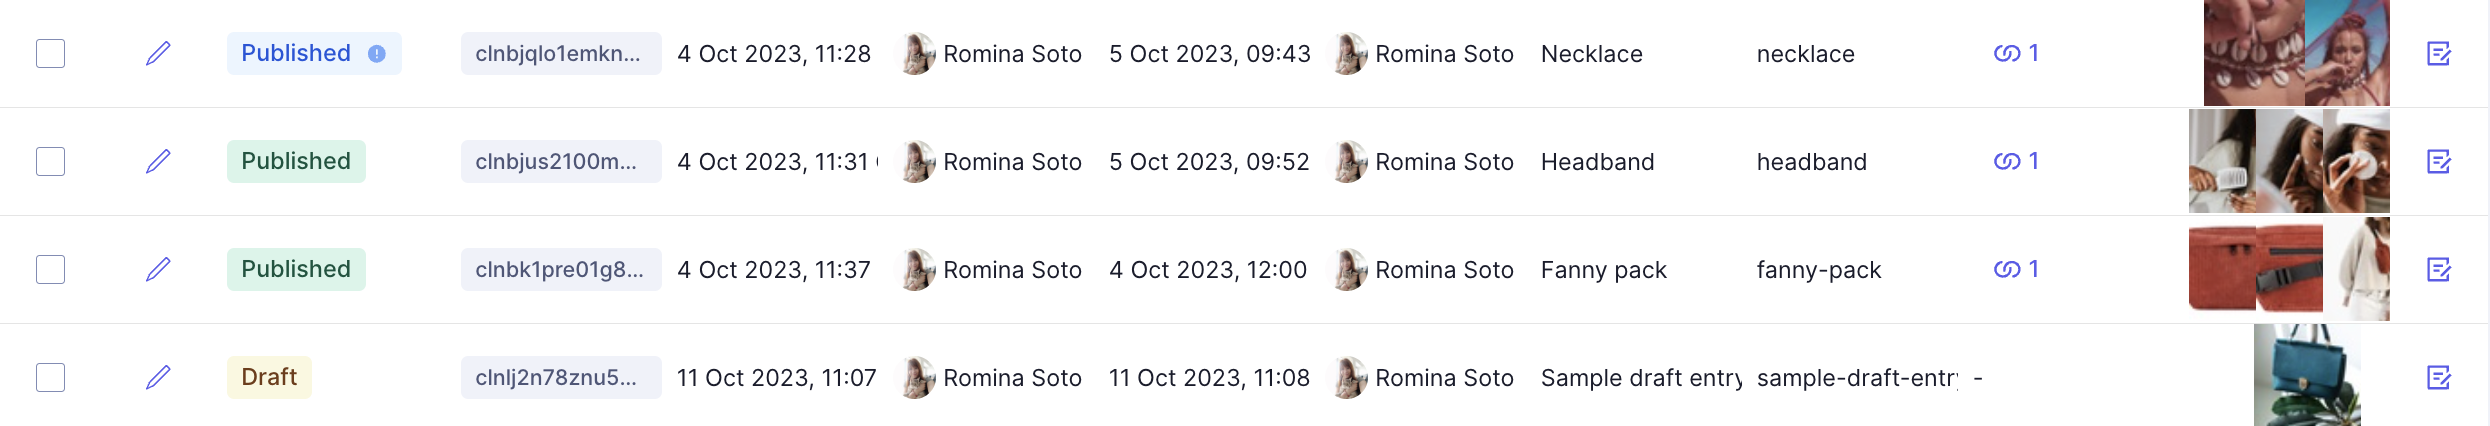 Published clnbjqlo1emkn... 4 Oct 2023, 11:28 Romina Soto 5 Oct 2023, 09:43 Romina Soto Necklace necklace 1
Published clnbjus2100m... 4 Oct 2023, 11:31 Romina Soto 5 Oct 2023, 09:52 Romina Soto Headband headband 1
Published clnbk1pre01g8... 4 Oct 2023, 11:37 Romina Soto 4 Oct 2023, 12:00 Romina Soto Fanny pack fanny-pack 1
Draft clnlj2n78znu5... 11 Oct 2023, 11:07 Romina Soto 11 Oct 2023, 11:08 Romina Soto Sample draft entry sample-draft-entry -